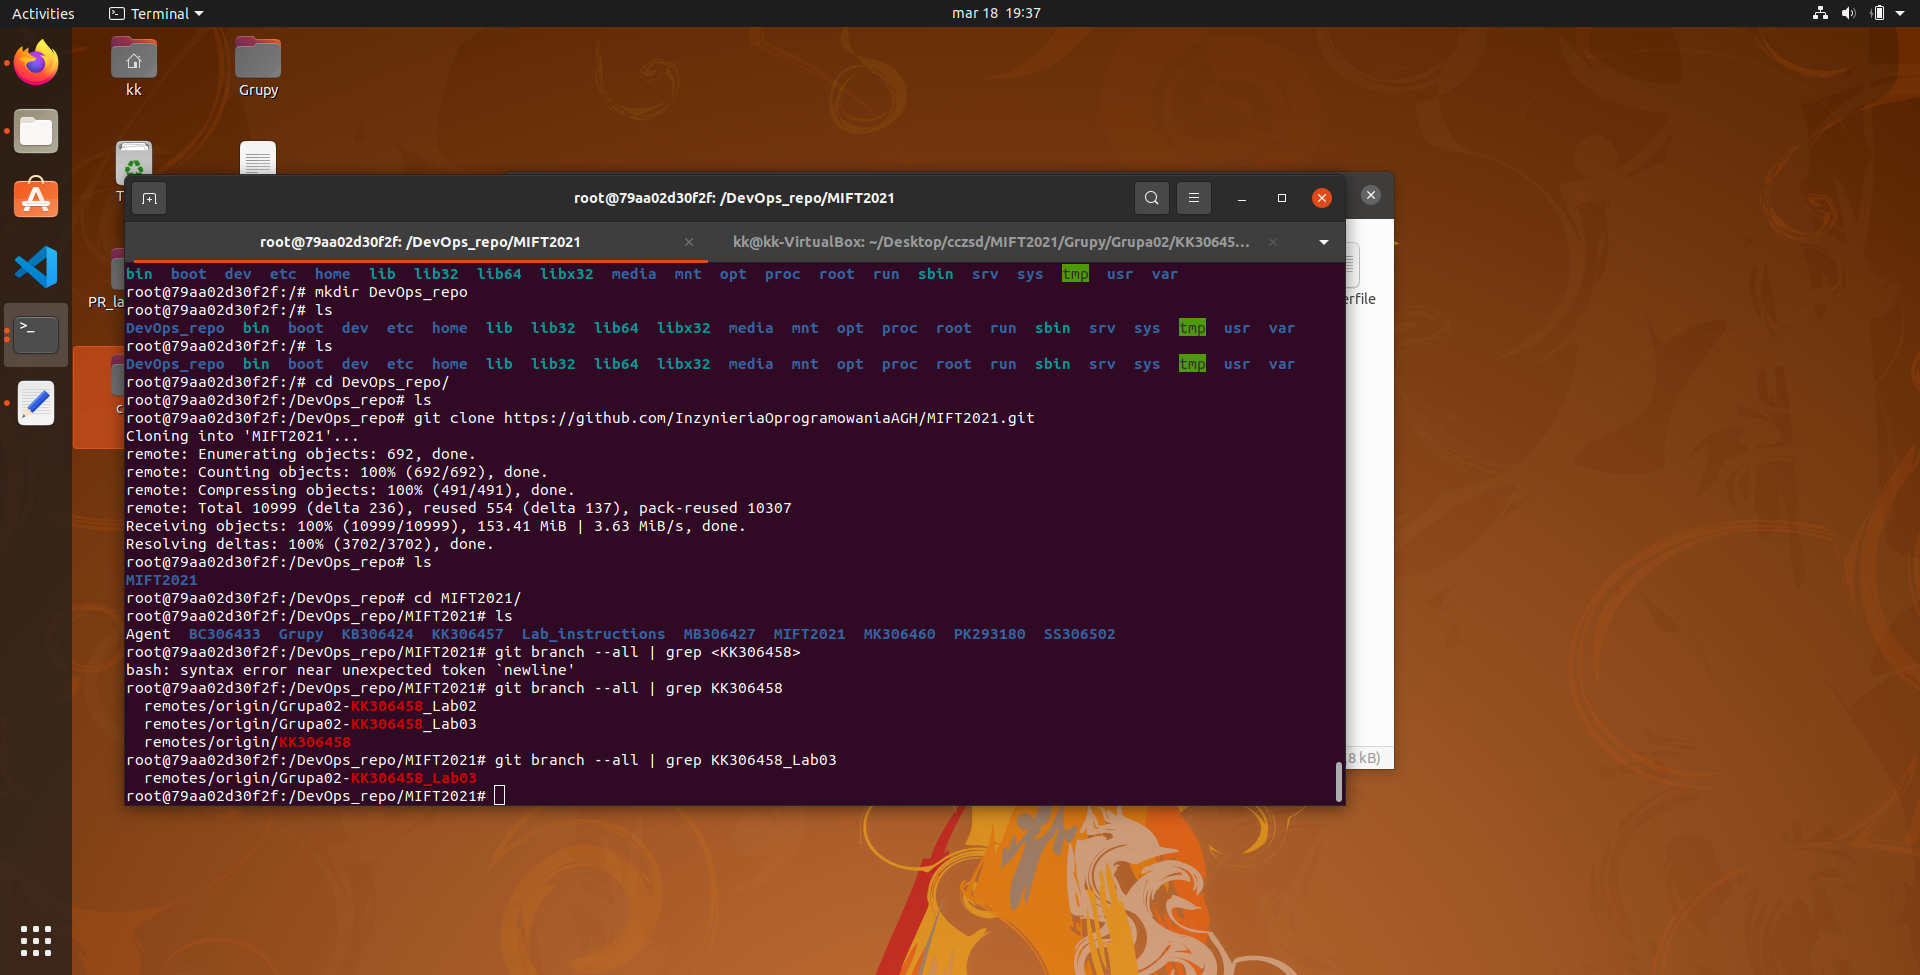 Activities
Terminal
mar 18 19:37
kk
Grupy
T
PR_la
c
root@79aa02d30f2f: /DevOps_repo/MIFT2021
root@79aa02d30f2f: /DevOps_repo/MIFT2021
kk@kk-VirtualBox: ~/Desktop/cczsd/MIFT2021/Grupy/Grupa02/KK30645...
erfile
.8 kB)
bin boot dev etc home lib lib32 lib64 libx32 media mnt opt proc root run sbin srv sys tmp usr var
root@79aa02d30f2f:/# mkdir DevOps_repo
root@79aa02d30f2f:/# ls
DevOps_repo bin boot dev etc home lib lib32 lib64 libx32 media mnt opt proc root run sbin srv sys tmp usr var
root@79aa02d30f2f:/# ls
DevOps_repo bin boot dev etc home lib lib32 lib64 libx32 media mnt opt proc root run sbin srv sys tmp usr var
root@79aa02d30f2f:/# cd DevOps_repo/
root@79aa02d30f2f:/DevOps_repo# ls
root@79aa02d30f2f:/DevOps_repo# git clone https://github.com/InzynieriaOprogramowaniaAGH/MIFT2021.git
Cloning into 'MIFT2021'...
remote: Enumerating objects: 692, done.
remote: Counting objects: 100% (692/692), done.
remote: Compressing objects: 100% (491/491), done.
remote: Total 10999 (delta 236), reused 554 (delta 137), pack-reused 10307
Receiving objects: 100% (10999/10999), 153.41 MiB | 3.63 MiB/s, done.
Resolving deltas: 100% (3702/3702), done.
root@79aa02d30f2f:/DevOps_repo# ls
MIFT2021
root@79aa02d30f2f:/DevOps_repo# cd MIFT2021/
root@79aa02d30f2f:/DevOps_repo/MIFT2021# ls
Agent BC306433 Grupy KB306424 KK306457 Lab_instructions MB306427 MIFT2021 MK306460 PK293180 SS306502
root@79aa02d30f2f:/DevOps_repo/MIFT2021# git branch --all | grep <KK306458>
bash: syntax error near unexpected token `newline'
root@79aa02d30f2f:/DevOps_repo/MIFT2021# git branch --all | grep KK306458
remotes/origin/Grupa02-KK306458_Lab02
remotes/origin/Grupa02-KK306458_Lab03
remotes/origin/KK306458
root@79aa02d30f2f:/DevOps_repo/MIFT2021# git branch --all | grep KK306458_Lab03
remotes/origin/Grupa02-KK306458_Lab03
root@79aa02d30f2f:/DevOps_repo/MIFT2021#